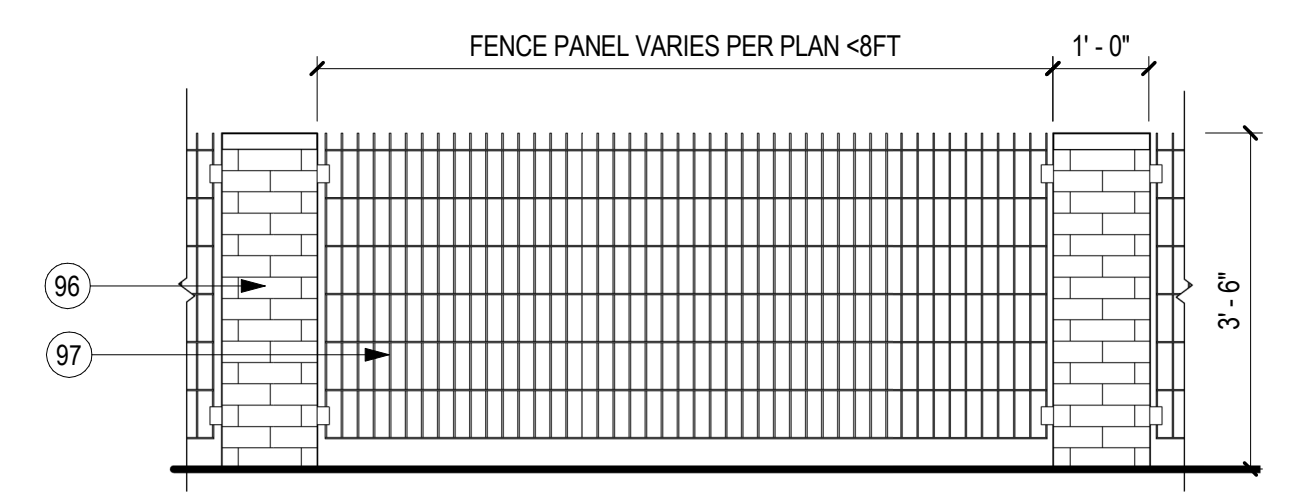 FENCE PANEL VARIES PER PLAN <8FT
1' - 0"
96
97
3' - 6"